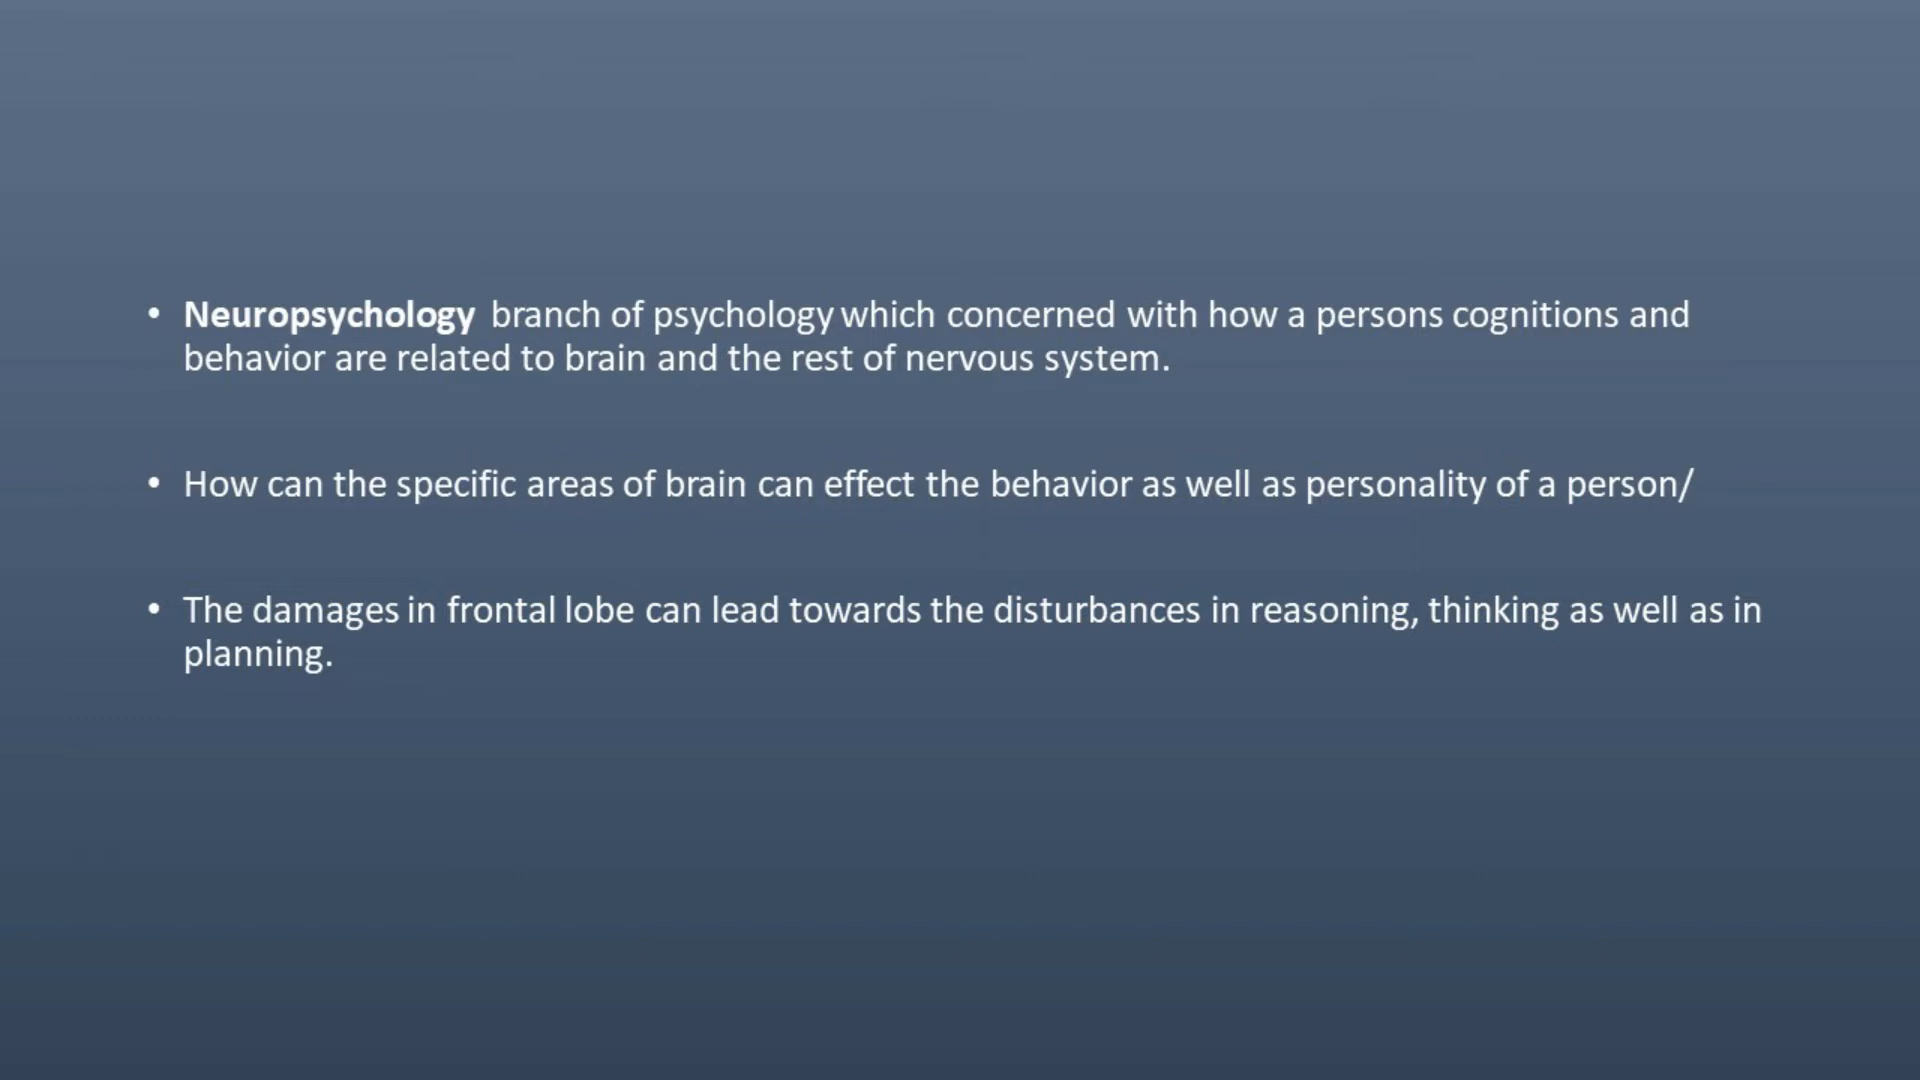 • Neuropsychology branch of psychology which concerned with how a persons cognitions and
behavior are related to brain and the rest of nervous system.
• How can the specific areas of brain can effect the behavior as well as personality of a person/
• The damages in frontal lobe can lead towards the disturbances in reasoning, thinking as well as in
planning.